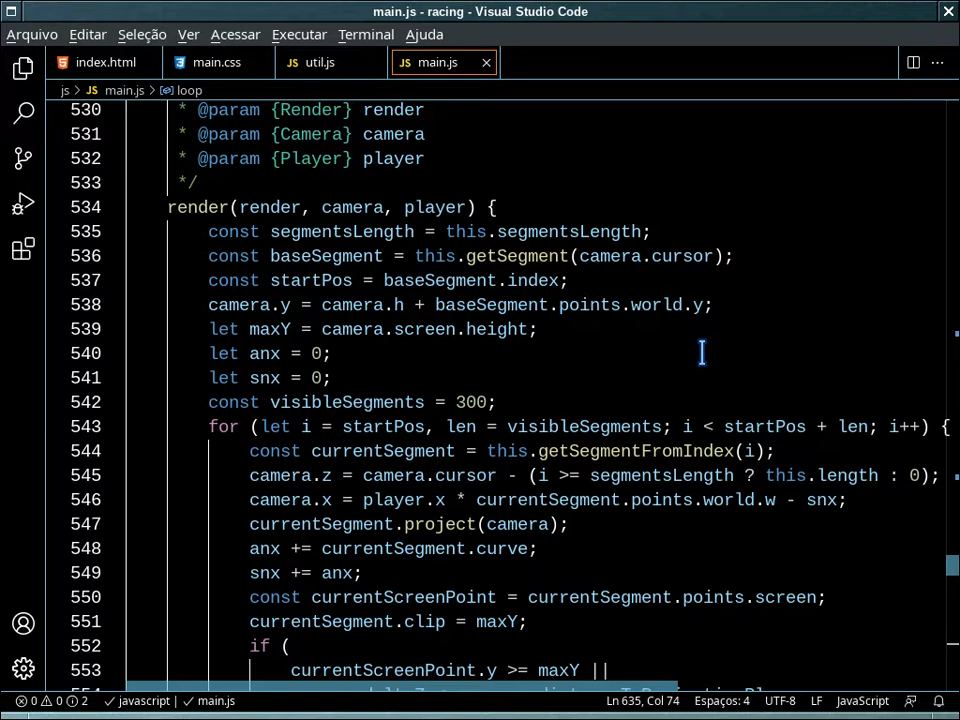 main.js - racing - Visual Studio Code
Arquivo Editar Seleção Ver Acessar Executar Terminal Ajuda
index.html main.css JS util.js JS main.js
js > JS main.js > loop
530 * @param {Render} render
531 * @param {Camera} camera
532 * @param {Player} player
533 */
534 render(render, camera, player) {
535 const segmentsLength = this.segmentsLength;
536 const baseSegment = this.getSegment(camera.cursor);
537 const startPos = baseSegment.index;
538 camera.y = camera.h + baseSegment.points.world.y;
539 let maxY = camera.screen.height;
540 let anx = 0;
541 let snx = 0;
542 const visibleSegments = 300;
543 for (let i = startPos, len = visibleSegments; i < startPos + len; i++) {
544 const currentSegment = this.getSegmentFromIndex(i);
545 camera.z = camera.cursor - (i >= segmentsLength ? this.length : 0);
546 camera.x = player.x * currentSegment.points.world.w - snx;
547 currentSegment.project(camera);
548 anx += currentSegment.curve;
549 snx += anx;
550 const currentScreenPoint = currentSegment.points.screen;
551 currentSegment.clip = maxY;
552 if (
553 currentScreenPoint.y >= maxY ||
0 0 2 javascript | main.js Ln 635, Col 74 Espaços: 4 UTF-8 LF JavaScript